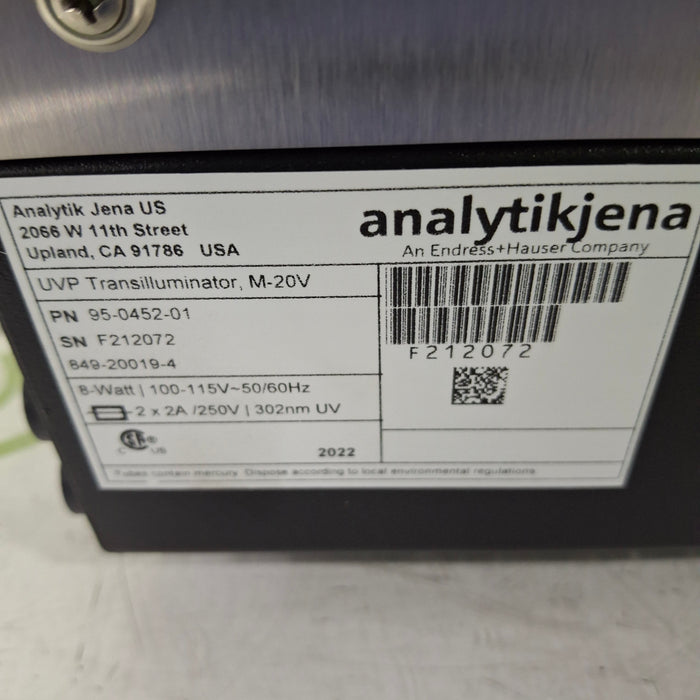 Analytik Jena US
2066 W 11th Street
Upland, CA 91786 USA
analytikjena
An Endress+Hauser Company
UVP Transilluminator, M-20V
PN 95-0452-01
SN F212072
849-20019-4
F212072
8-Watt | 100-115V~50/60Hz
2 x 2A /250V | 302nm UV
C US
2022
Tubes contain mercury. Dispose according to local environmental regulations.